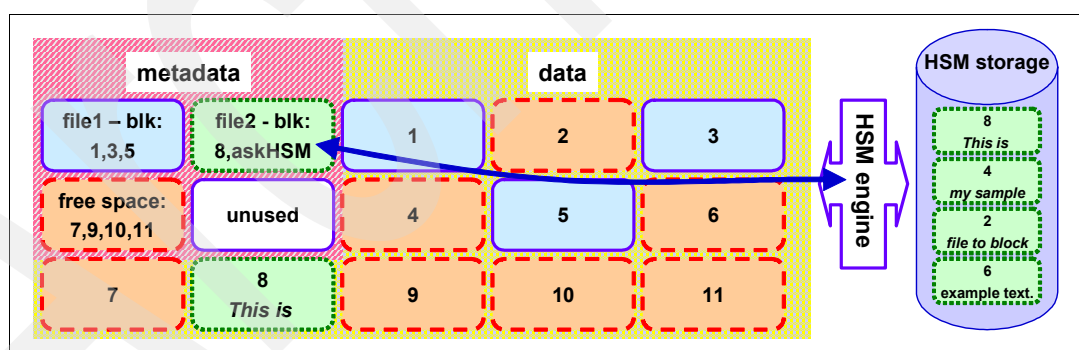 metadata
data
HSM storage
file1 – blk:
1,3,5
file2 - blk:
8,askHSM
1
2
3
free space:
7,9,10,11
unused
4
5
6
7
8
This is
9
10
11
HSM engine
8
This is
4
my sample
2
file to block
6
example text.